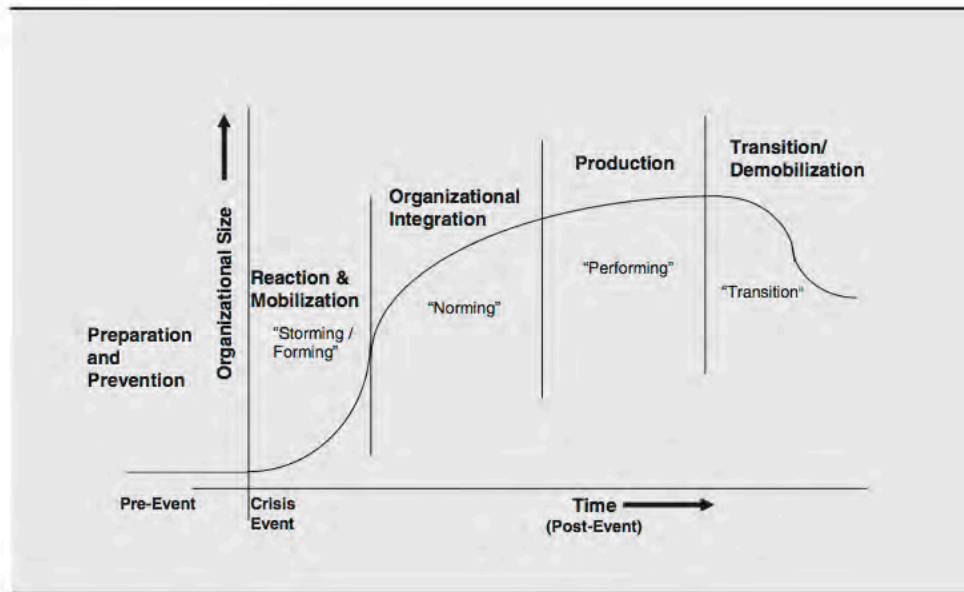 Organizational Size
Preparation
and
Prevention
Reaction &
Mobilization
“Storming /
Forming”
Organizational
Integration
“Norming”
Production
“Performing”
Transition/
Demobilization
“Transition“
Pre-Event
Crisis
Event
Time
(Post-Event)